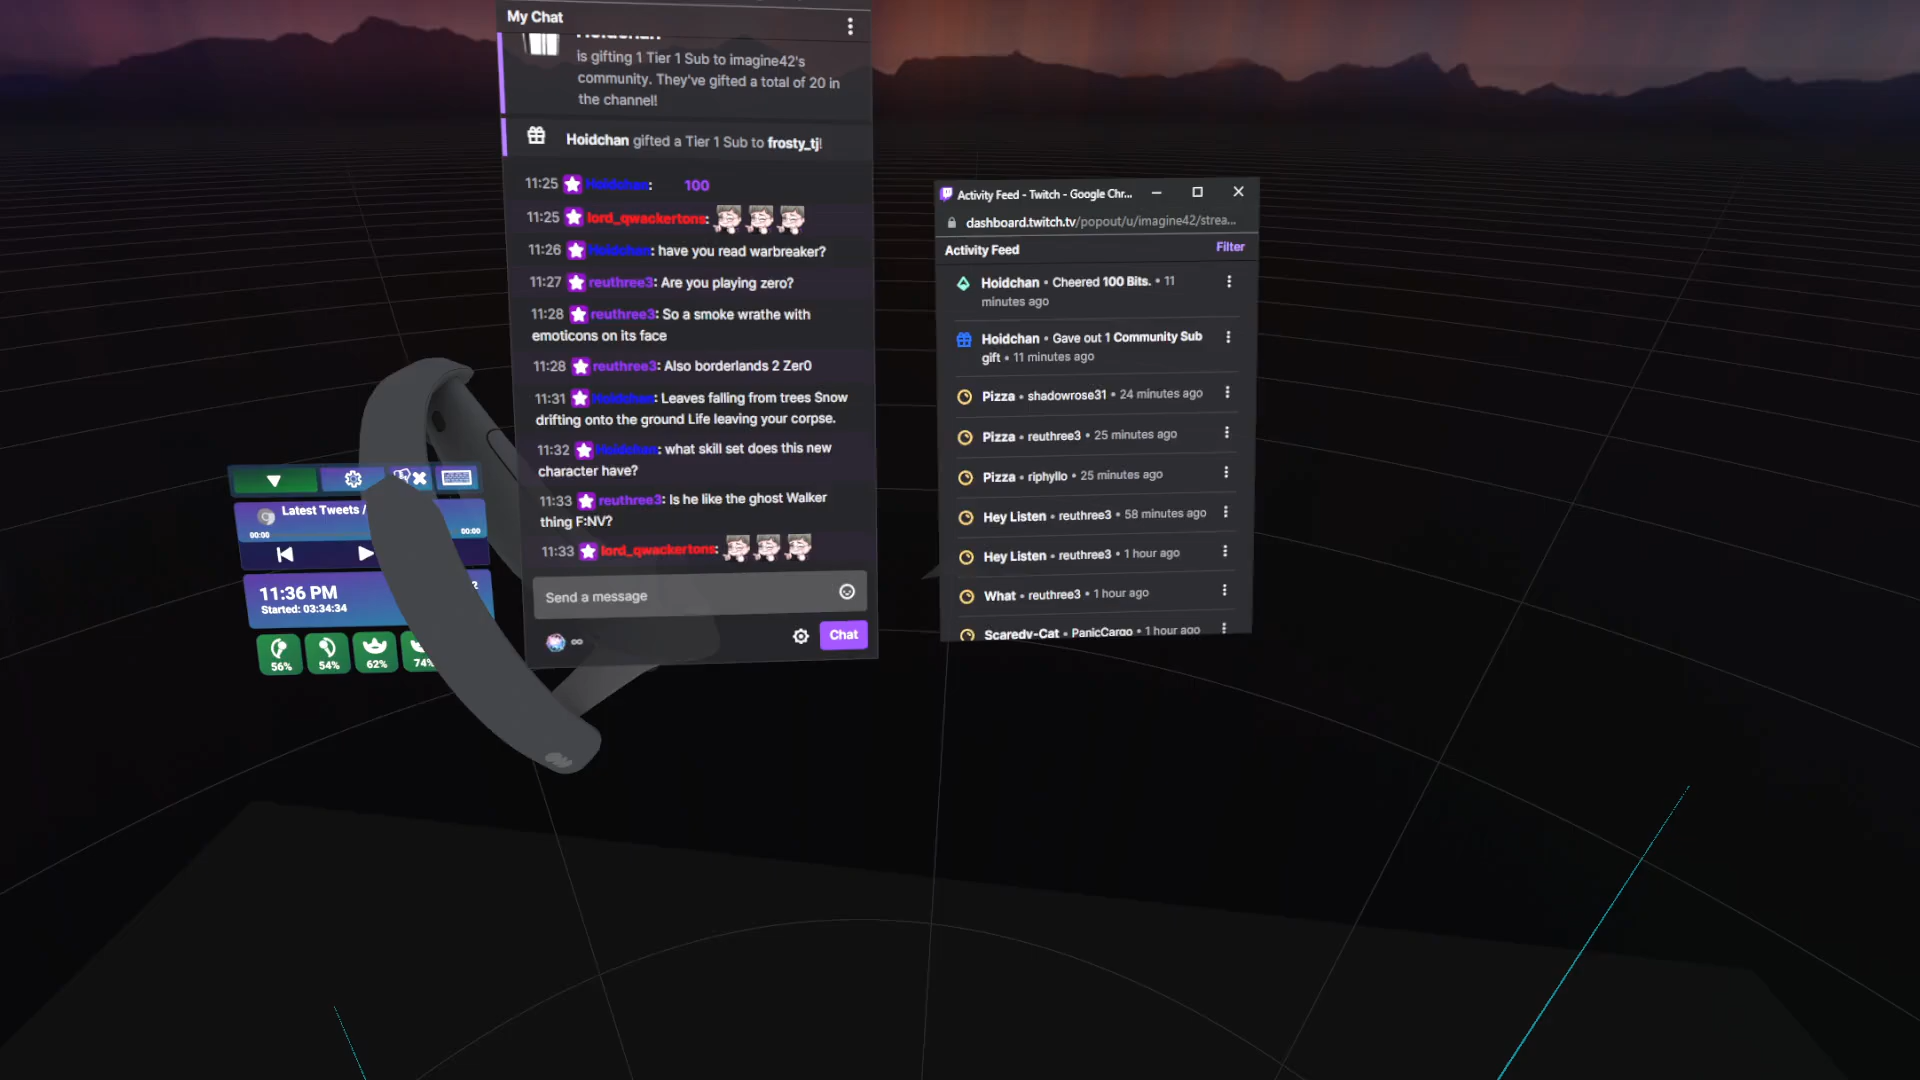 My Chat
Hoidchan
is gifting 1 Tier 1 Sub to imagine42's
community. They've gifted a total of 20 in
the channel!
Hoidchan gifted a Tier 1 Sub to frosty_tj!
11:25 Hoidchan: 100
11:25 lord_qwackertons:
11:26 Hoidchan: have you read warbreaker?
11:27 reuthree3: Are you playing zero?
11:28 reuthree3: So a smoke wrathe with
emoticons on its face
11:28 reuthree3: Also borderlands 2 Zer0
11:31 Hoidchan: Leaves falling from trees Snow
drifting onto the ground Life leaving your corpse.
11:32 Hoidchan: what skill set does this new
character have?
11:33 reuthree3: Is he like the ghost Walker
thing F:NV?
11:33 lord_qwackertons:
Send a message
∞
Chat
Activity Feed - Twitch - Google Chr...
dashboard.twitch.tv/popout/u/imagine42/strea...
Activity Feed
Filter
Hoidchan • Cheered 100 Bits. • 11
minutes ago
Hoidchan • Gave out 1 Community Sub
gift • 11 minutes ago
Pizza • shadowrose31 • 24 minutes ago
Pizza • reuthree3 • 25 minutes ago
Pizza • riphyllo • 25 minutes ago
Hey Listen • reuthree3 • 58 minutes ago
Hey Listen • reuthree3 • 1 hour ago
What • reuthree3 • 1 hour ago
Scaredy-Cat • PanicCargo • 1 hour ago
Latest Tweets /
00:00
00:00
11:36 PM
Started: 03:34:34
56%
54%
62%
74%